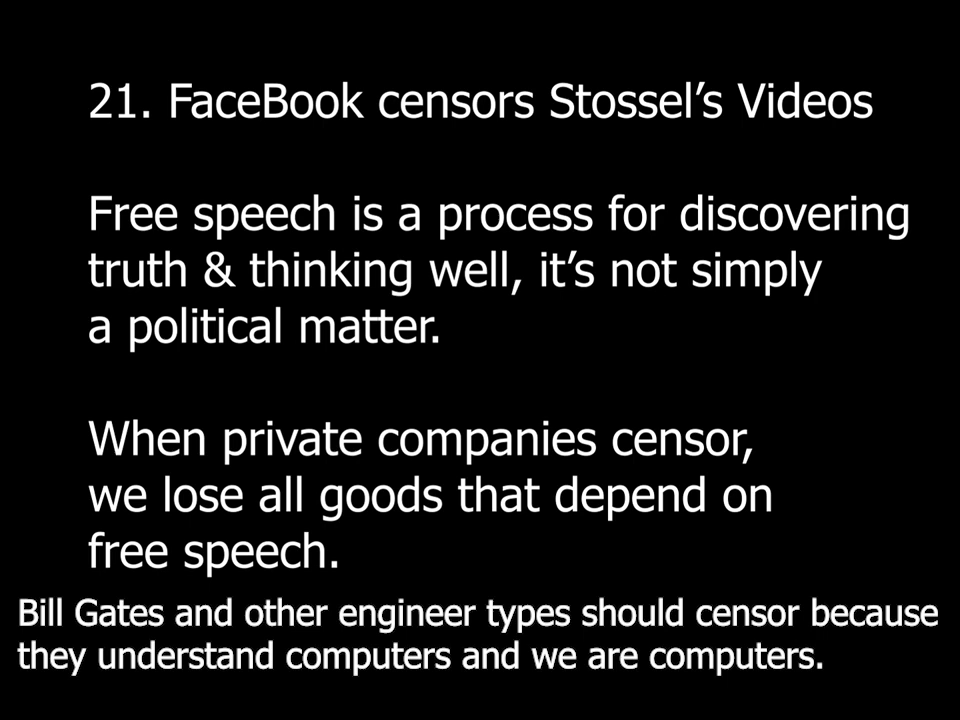 21. FaceBook censors Stossel’s Videos
Free speech is a process for discovering
truth & thinking well, it’s not simply
a political matter.
When private companies censor,
we lose all goods that depend on
free speech.
Bill Gates and other engineer types should censor because
they understand computers and we are computers.